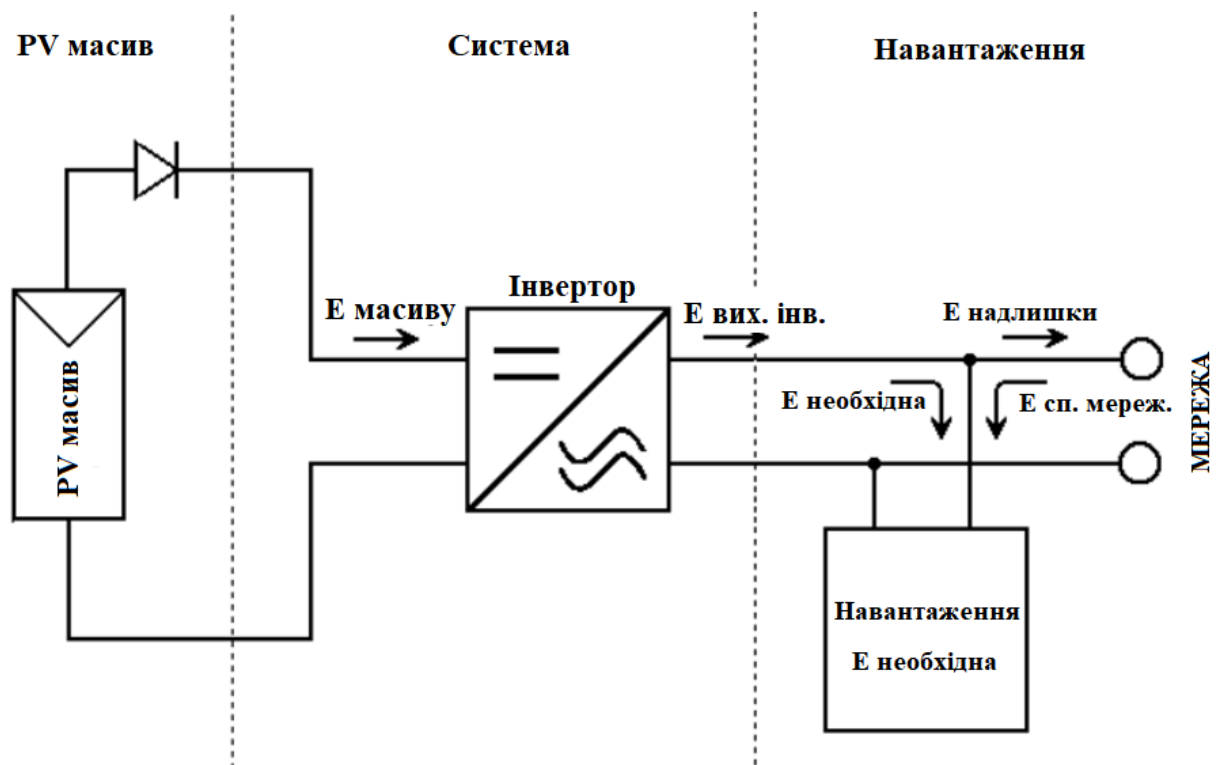 PV масив
Система
Навантаження
Інвертор
Е масиву
Е вих. інв.
Е надлишки
Е необхідна
Е сп. мереж.
МЕРЕЖА
PV масив
Навантаження
Е необхідна